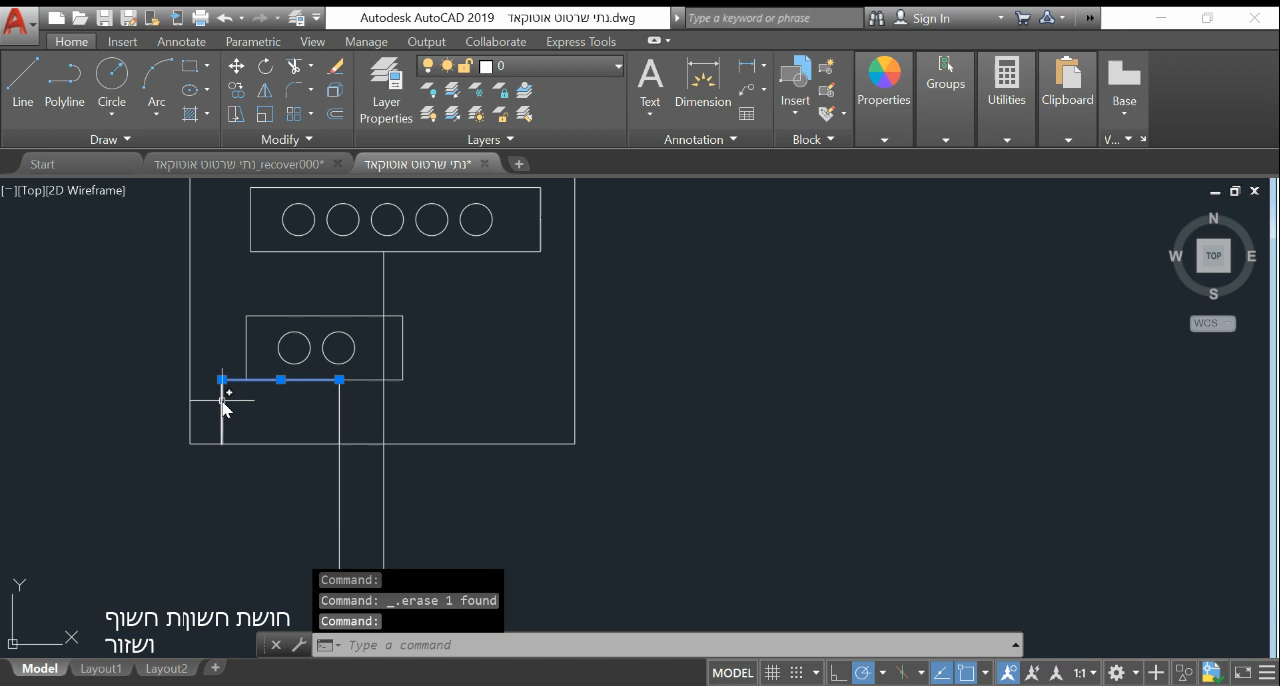 Autodesk AutoCAD 2019 נתי שרטוט אוטוקאד.dwg
Type a keyword or phrase
Sign In
Home Insert Annotate Parametric View Manage Output Collaborate Express Tools
0
Line Polyline Circle Arc
Layer Properties
Text Dimension
Insert
Properties Groups Utilities Clipboard Base
Draw Modify Layers Annotation Block V...
Start נתי שרטוט אוטוקאד_recover000* נתי שרטוט אוטוקאד*
[−][Top][2D Wireframe]
N
W TOP E
S
WCS
Command:
Command: _.erase 1 found
Command:
Type a command
Y
X
חושת חשוות חשוף
ושזור
Model Layout1 Layout2
MODEL 1:1